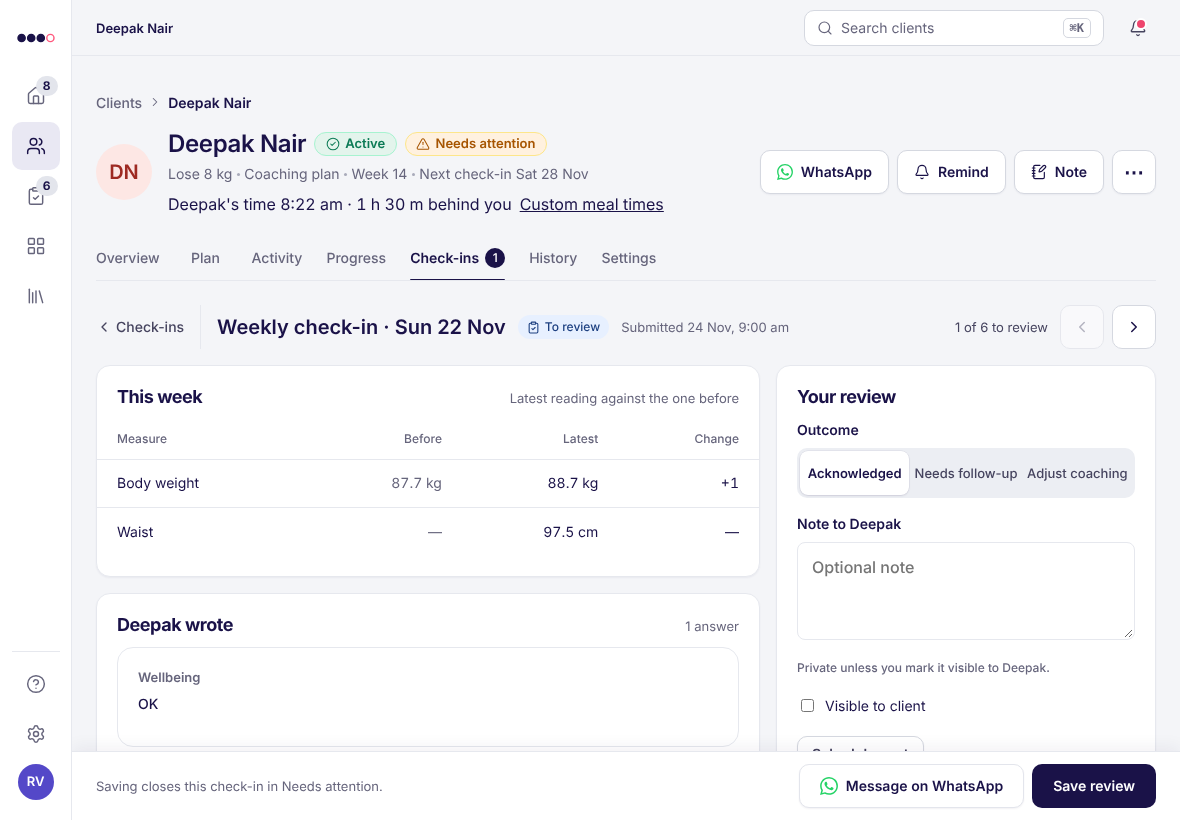 Deepak Nair
Search clients
⌘K
8
6
Clients > Deepak Nair
DN
Deepak Nair
Active
Needs attention
Lose 8 kg · Coaching plan · Week 14 · Next check-in Sat 28 Nov
Deepak's time 8:22 am · 1 h 30 m behind you Custom meal times
WhatsApp
Remind
Note
Overview
Plan
Activity
Progress
Check-ins 1
History
Settings
Check-ins
Weekly check-in · Sun 22 Nov
To review
Submitted 24 Nov, 9:00 am
1 of 6 to review
This week
Latest reading against the one before
Measure Before Latest Change
Body weight 87.7 kg 88.7 kg +1
Waist — 97.5 cm —
Deepak wrote
1 answer
Wellbeing
OK
Your review
Outcome
Acknowledged
Needs follow-up
Adjust coaching
Note to Deepak
Optional note
Private unless you mark it visible to Deepak.
Visible to client
RV
Saving closes this check-in in Needs attention.
Message on WhatsApp
Save review